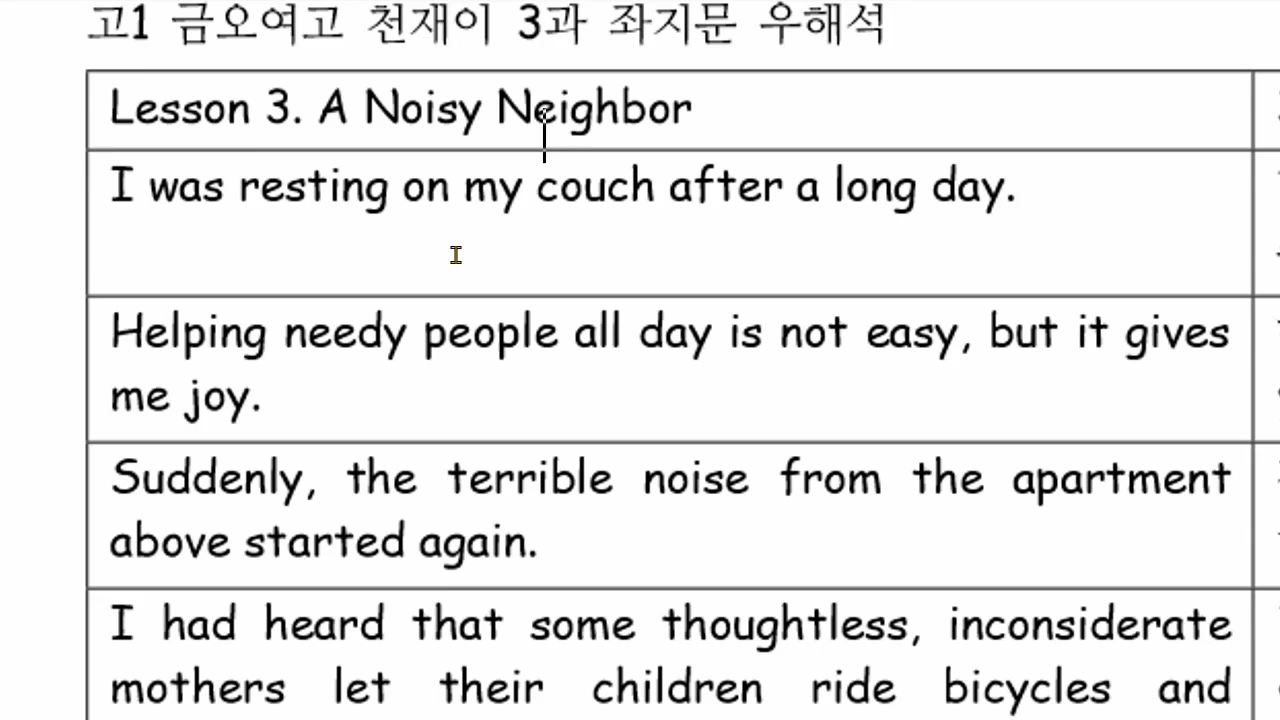 고1 금오여고 천재이 3과 좌지문 우해석
Lesson 3. A Noisy Neighbor
I was resting on my couch after a long day.
Helping needy people all day is not easy, but it gives
me joy.
Suddenly, the terrible noise from the apartment
above started again.
I had heard that some thoughtless, inconsiderate
mothers let their children ride bicycles and